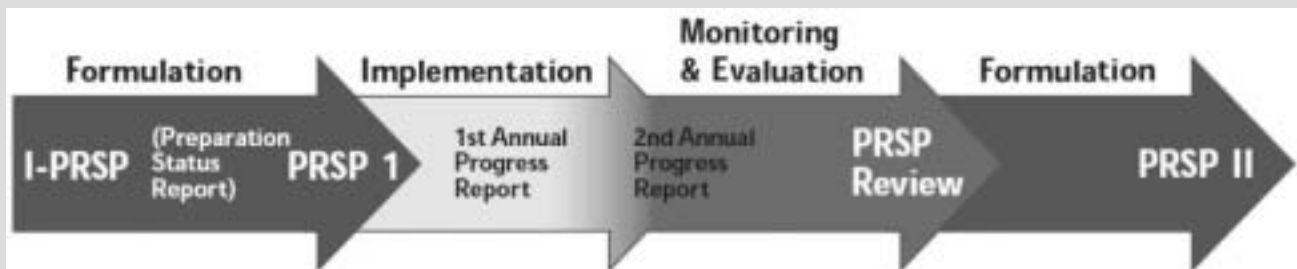 Formulation
Implementation
Monitoring
& Evaluation
Formulation
I-PRSP
(Preparation
Status
Report)
PRSP 1
1st Annual
Progress
Report
2nd Annual
Progress
Report
PRSP
Review
PRSP II